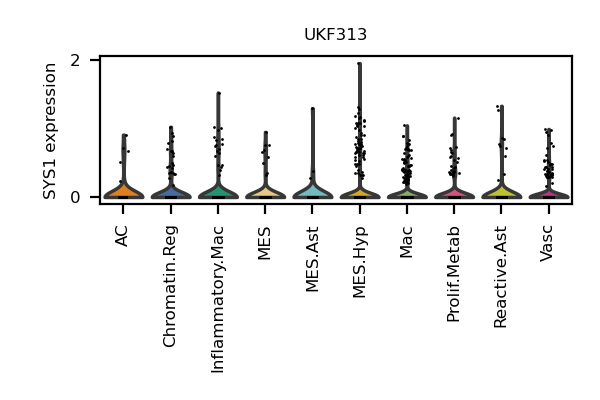 UKF313
SYS1 expression
2
0
AC
Chromatin.Reg
Inflammatory.Mac
MES
MES.Ast
MES.Hyp
Mac
Prolif.Metab
Reactive.Ast
Vasc